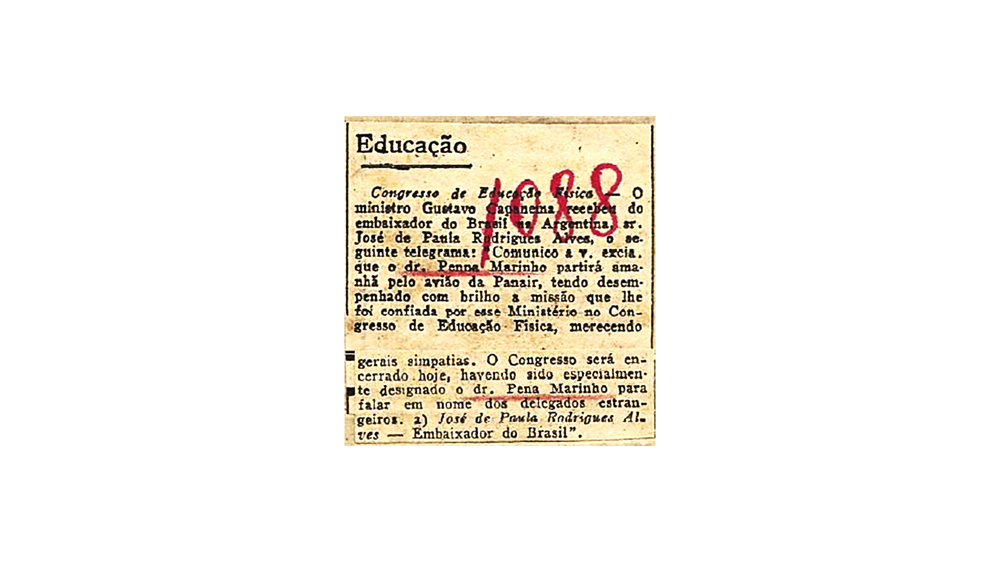 Educação
1088
Congresso de Educação Física — O
ministro Gustavo Capanema recebeu do
embaixador do Brasil na Argentina, sr.
José de Paula Rodrigues Alves, o se-
guinte telegrama: "Comunico a v. excia.
que o dr. Penna Marinho partirá ama-
nhã pelo avião da Panair, tendo desem-
penhado com brilho a missão que lhe
foi confiada por esse Ministério no Con-
gresso de Educação Física, merecendo
gerais simpatias. O Congresso será en-
cerrado hoje, havendo sido especialmen-
te designado o dr. Pena Marinho para
falar em nome dos delegados estran-
geiros. a) José de Paula Rodrigues Al-
ves — Embaixador do Brasil".